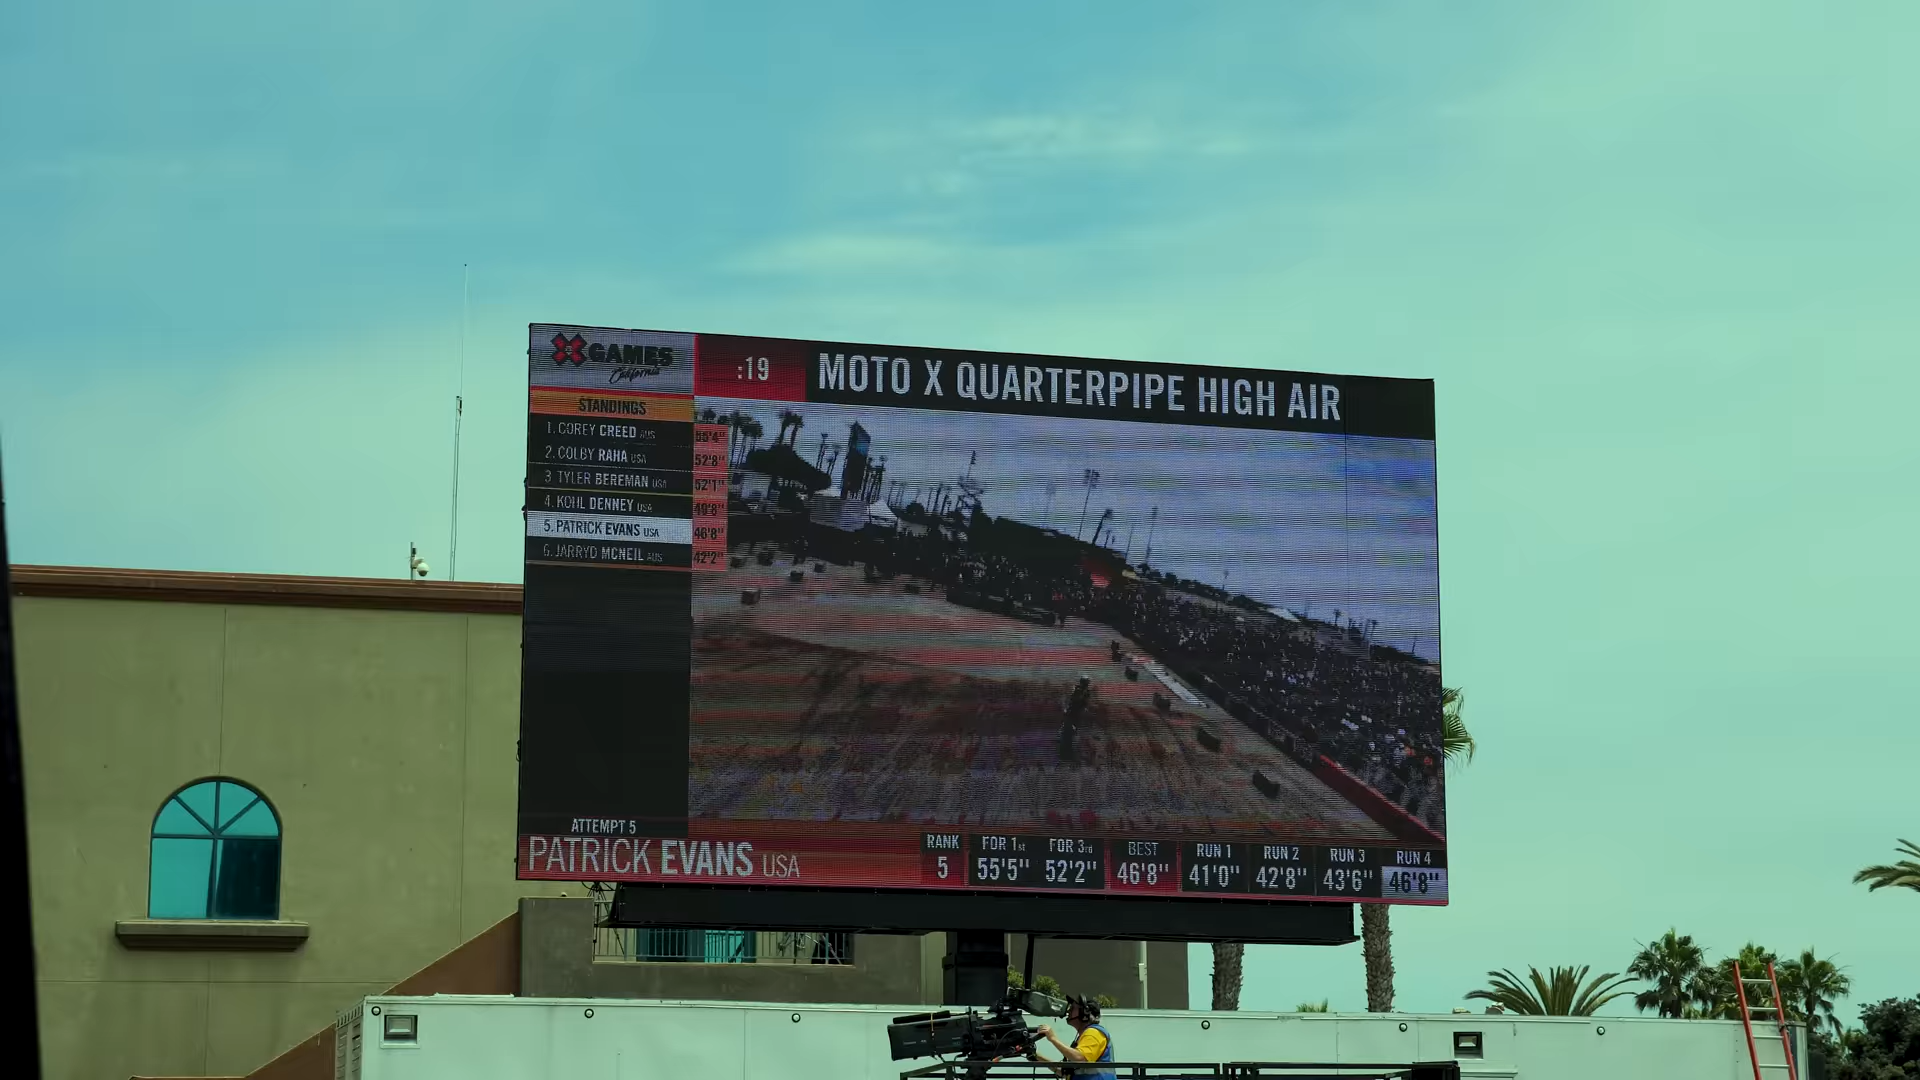 X GAMES
California
:19
MOTO X QUARTERPIPE HIGH AIR
STANDINGS
1. COREY CREED AUS 55'4"
2. COLBY RAHA USA 52'8"
3 TYLER BEREMAN USA 52'1"
4. KOHL DENNEY USA 49'8"
5. PATRICK EVANS USA 46'8"
6. JARRYD MCNEIL AUS 42'2"
ATTEMPT 5
PATRICK EVANS USA
RANK
5
FOR 1st
55'5"
FOR 3rd
52'2"
BEST
46'8"
RUN 1
41'0"
RUN 2
42'8"
RUN 3
43'6"
RUN 4
46'8"